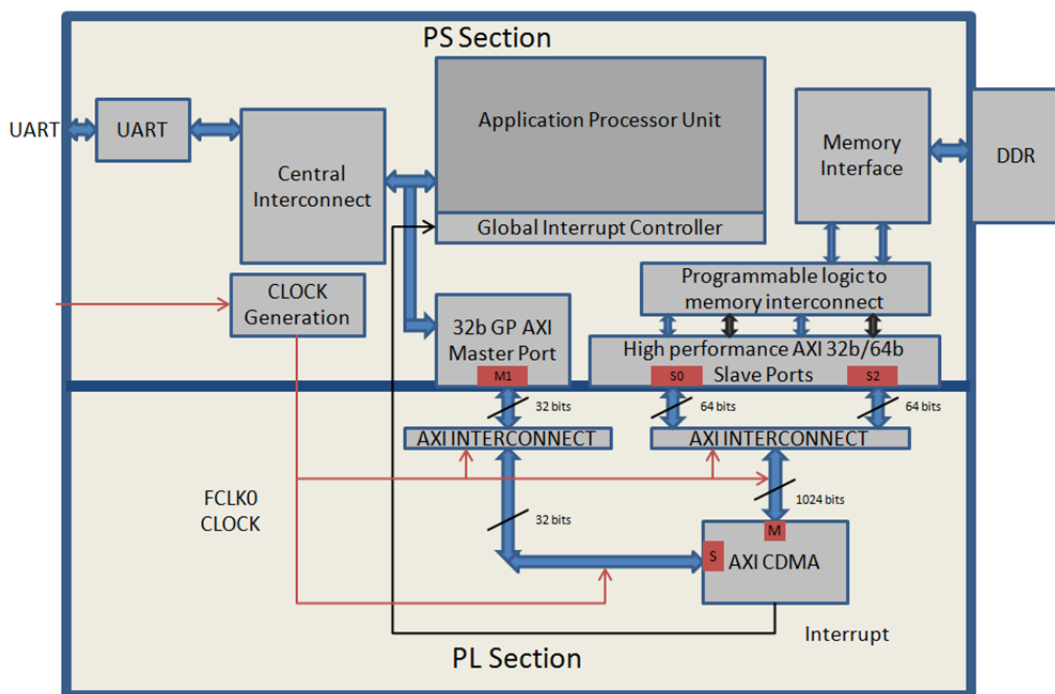 PS Section
Application Processor Unit
UART
UART
Central
Interconnect
Memory
Interface
DDR
Global Interrupt Controller
CLOCK
Generation
Programmable logic to
memory interconnect
32b GP AXI
Master Port
M1
High performance AXI 32b/64b
Slave Ports
S0
S2
32 bits
64 bits
64 bits
AXI INTERCONNECT
AXI INTERCONNECT
FCLK0
CLOCK
32 bits
1024 bits
M
S
AXI CDMA
Interrupt
PL Section